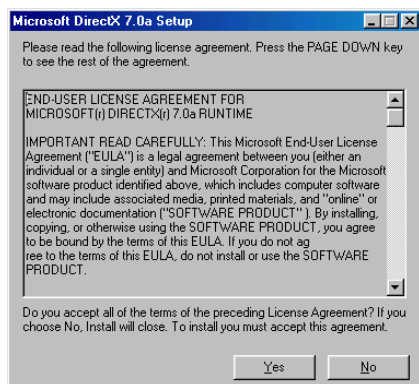 Microsoft DirectX 7.0a Setup
Please read the following license agreement. Press the PAGE DOWN key
to see the rest of the agreement.
END-USER LICENSE AGREEMENT FOR
MICROSOFT(r) DIRECTX(r) 7.0a RUNTIME
IMPORTANT READ CAREFULLY: This Microsoft End-User License
Agreement ("EULA") is a legal agreement between you (either an
individual or a single entity) and Microsoft Corporation for the Microsoft
software product identified above, which includes computer software
and may include associated media, printed materials, and "online" or
electronic documentation ("SOFTWARE PRODUCT" ). By installing,
copying, or otherwise using the SOFTWARE PRODUCT, you agree
to be bound by the terms of this EULA. If you do not ag
ree to the terms of this EULA, do not install or use the SOFTWARE
PRODUCT.
Do you accept all of the terms of the preceding License Agreement? If you
choose No, Install will close. To install you must accept this agreement.
Yes
No